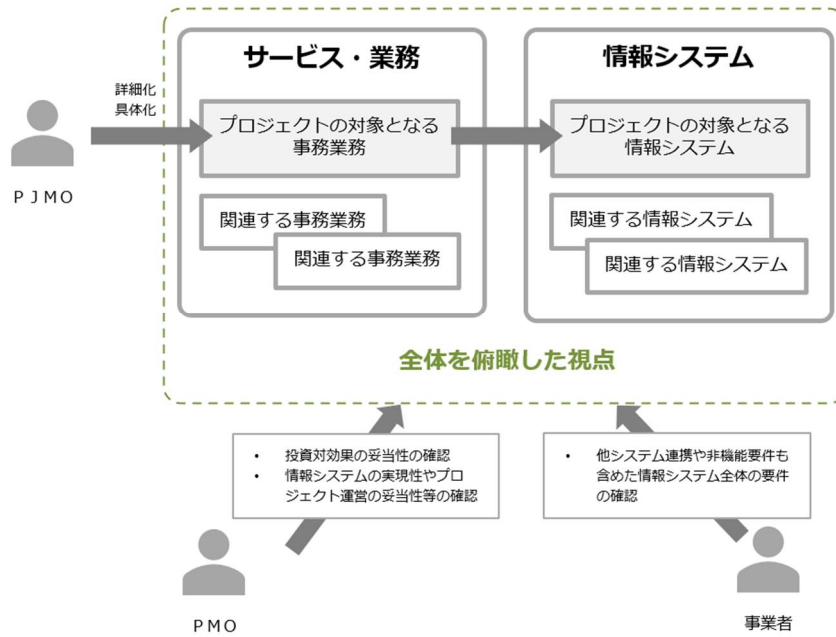 サービス・業務
情報システム
詳細化
具体化
プロジェクトの対象となる
事務業務
プロジェクトの対象となる
情報システム
PJMO
関連する事務業務
関連する事務業務
関連する情報システム
関連する情報システム
全体を俯瞰した視点
• 投資対効果の妥当性の確認
• 情報システムの実現性やプロ
ジェクト運営の妥当性等の確認
• 他システム連携や非機能要件も
含めた情報システム全体の要件
の確認
PMO
事業者